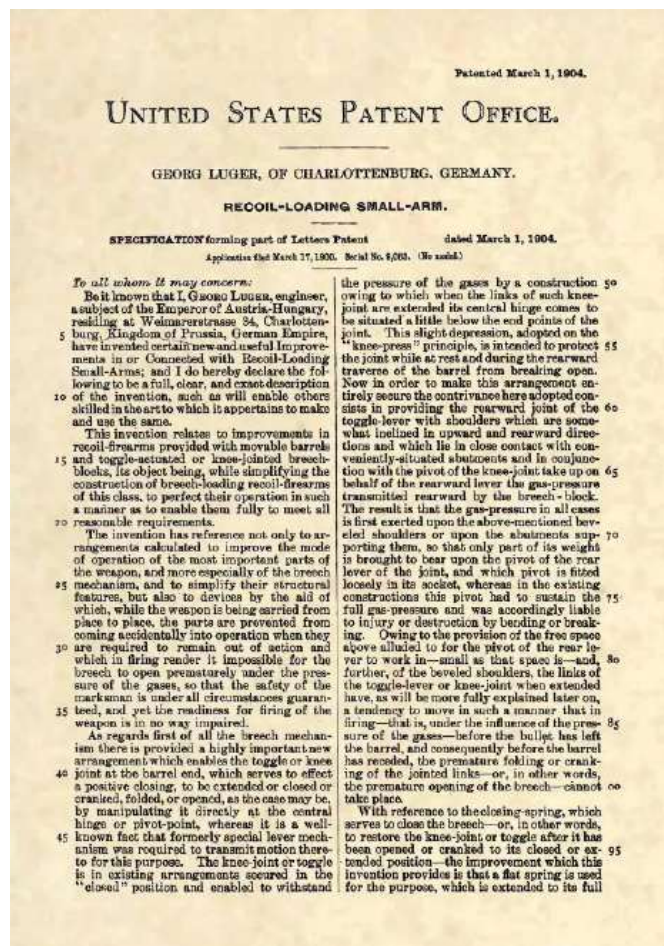 Patented March 1, 1904.
UNITED STATES PATENT OFFICE.
GEORG LUGER, OF CHARLOTTENBURG, GERMANY.
RECOIL-LOADING SMALL-ARM.
SPECIFICATION forming part of Letters Patent dated March 1, 1904.
Application filed March 17, 1900. Serial No. 9,063. (No model.)
To all whom it may concern:
Be it known that I, GEORG LUGER, engineer,
a subject of the Emperor of Austria-Hungary,
residing at Weimarerstrasse 34, Charlotten-
5 burg, Kingdom of Prussia, German Empire,
have invented certain new and useful Improve-
ments in or Connected with Recoil-Loading
Small-Arms; and I do hereby declare the fol-
lowing to be a full, clear, and exact description
10 of the invention, such as will enable others
skilled in the art to which it appertains to make
and use the same.
This invention relates to improvements in
recoil-firearms provided with movable barrels
15 and toggle-actuated or knee-jointed breech-
blocks, its object being, while simplifying the
construction of breech-loading recoil-firearms
of this class, to perfect their operation in such
a manner as to enable them fully to meet all
20 reasonable requirements.
The invention has reference not only to ar-
rangements calculated to improve the mode
of operation of the most important parts of
the weapon, and more especially of the breech
25 mechanism, and to simplify their structural
features, but also to devices by the aid of
which, while the weapon is being carried from
place to place, the parts are prevented from
coming accidentally into operation when they
30 are required to remain out of action and
which in firing render it impossible for the
breech to open prematurely under the pres-
sure of the gases, so that the safety of the
marksman is under all circumstances guaran-
35 teed, and yet the readiness for firing of the
weapon is in no way impaired.
As regards first of all the breech mechan-
ism there is provided a highly important new
arrangement which enables the toggle or knee
40 joint at the barrel end, which serves to effect
a positive closing, to be extended or closed or
cranked, folded, or opened, as the case may be,
by manipulating it directly at the central
hinge or pivot-point, whereas it is a well-
45 known fact that formerly special lever mech-
anism was required to transmit motion there-
to for this purpose. The knee-joint or toggle
is in existing arrangements secured in the
"closed" position and enabled to withstand
the pressure of the gases by a construction 50
owing to which when the links of such knee-
joint are extended its central hinge comes to
be situated a little below the end points of the
joint. This slight depression, adopted on the
"knee-press" principle, is intended to protect 55
the joint while at rest and during the rearward
traverse of the barrel from breaking open.
Now in order to make this arrangement en-
tirely secure the contrivance here adopted con-
sists in providing the rearward joint of the 60
toggle-lever with shoulders which are some-
what inclined in upward and rearward direc-
tions and which lie in close contact with con-
veniently-situated abutments and in conjunc-
tion with the pivot of the knee-joint take up on 65
behalf of the rearward lever the gas-pressure
transmitted rearward by the breech-block.
The result is that the gas-pressure in all cases
is first exerted upon the above-mentioned bev-
eled shoulders or upon the abutments sup- 70
porting them, so that only part of its weight
is brought to bear upon the pivot of the rear
lever of the joint, and which pivot is fitted
loosely in its socket, whereas in the existing
constructions this pivot had to sustain the 75
full gas-pressure and was accordingly liable
to injury or destruction by bending or break-
ing. Owing to the provision of the free space
above alluded to for the pivot of the rear le-
ver to work in—small as that space is—and, 80
further, of the beveled shoulders, the links of
the toggle-lever or knee-joint when extended
have, as will be more fully explained later on,
a tendency to move in such a manner that in
firing—that is, under the influence of the pres- 85
sure of the gases—before the bullet has left
the barrel, and consequently before the barrel
has receded, the premature folding or crank-
ing of the jointed links—or, in other words,
the premature opening of the breech—cannot 90
take place.
With reference to the closing-spring, which
serves to close the breech—or, in other words,
to restore the knee-joint or toggle after it has
been opened or cranked to its closed or ex- 95
tended position—the improvement which this
invention provides is that a flat spring is used
for the purpose, which is extended to its full